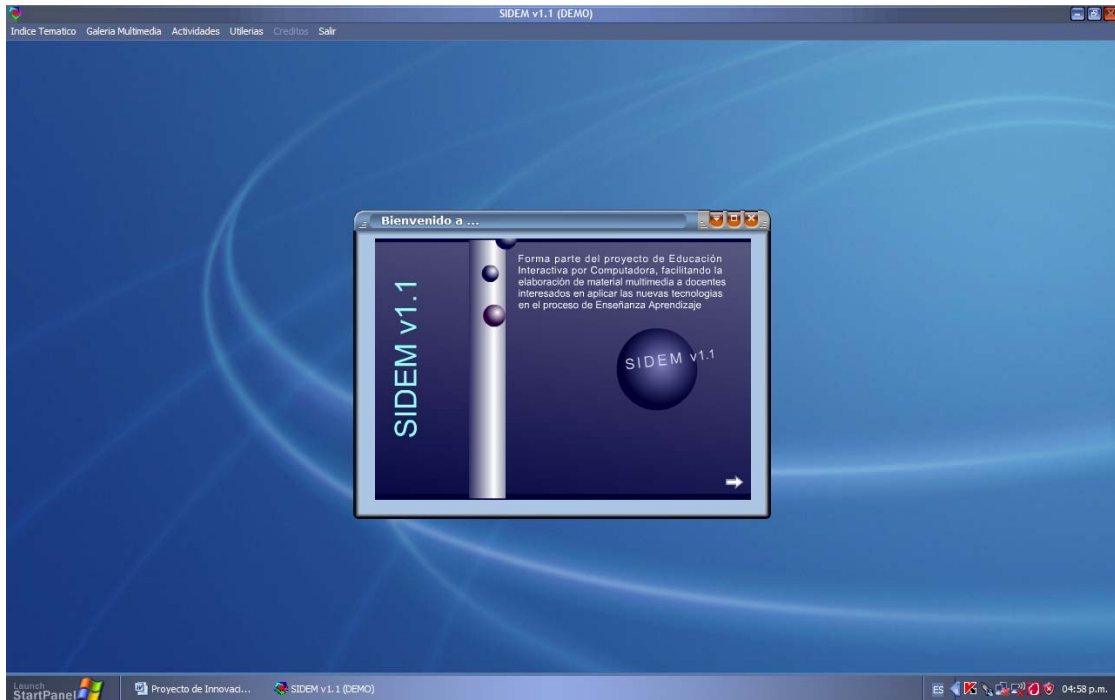 SIDEM v1.1 (DEMO)
Indice Tematico Galeria Multimedia Actividades Utilerias Creditos Salir
Bienvenido a ...
SIDEM v1.1
Forma parte del proyecto de Educación
Interactiva por Computadora, facilitando la
elaboración de material multimedia a docentes
interesados en aplicar las nuevas tecnologias
en el proceso de Enseñanza Aprendizaje
SIDEM v1.1
Launch
StartPanel
Proyecto de Innovaci...
SIDEM v1.1 (DEMO)
ES
04:58 p.m.